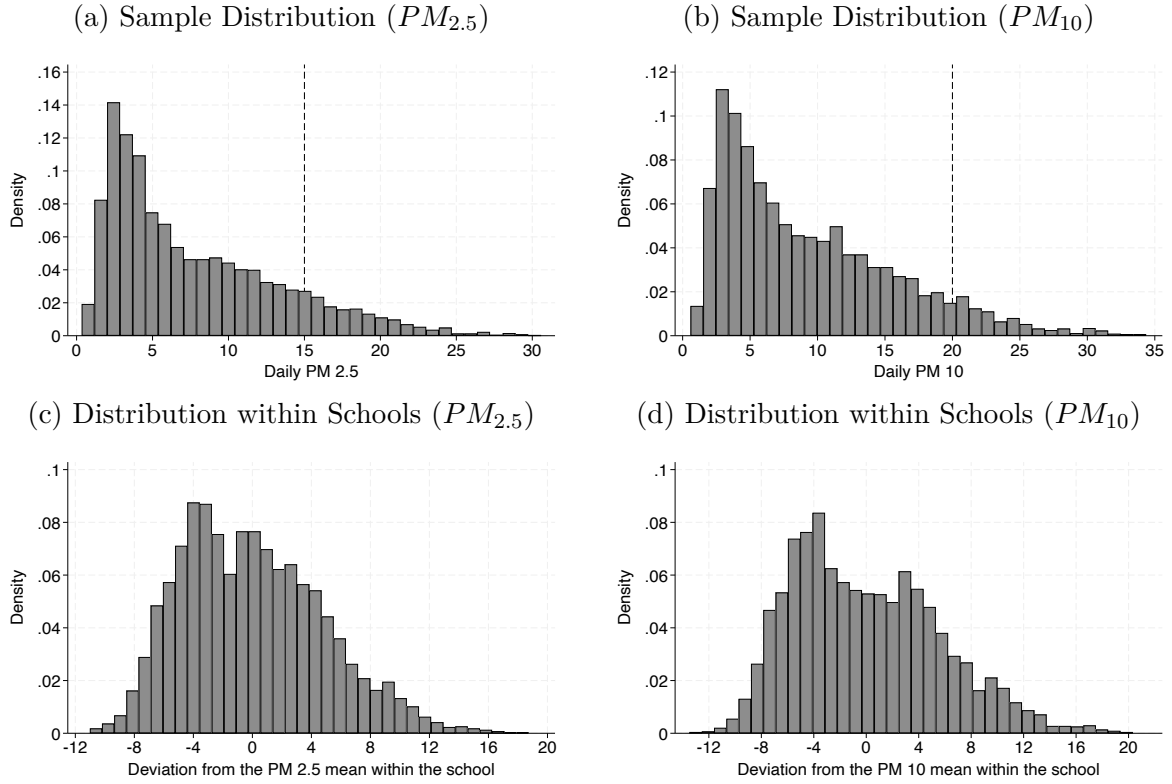 (a) Sample Distribution (PM2.5)
(b) Sample Distribution (PM10)
.16
.14
.12
.1
.08
.06
.04
.02
0
Density
0 5 10 15 20 25 30
Daily PM 2.5
.12
.1
.08
.06
.04
.02
0
Density
0 5 10 15 20 25 30 35
Daily PM 10
(c) Distribution within Schools (PM2.5)
(d) Distribution within Schools (PM10)
.1
.08
.06
.04
.02
0
Density
-12 -8 -4 0 4 8 12 16 20
Deviation from the PM 2.5 mean within the school
.1
.08
.06
.04
.02
0
Density
-12 -8 -4 0 4 8 12 16 20
Deviation from the PM 10 mean within the school